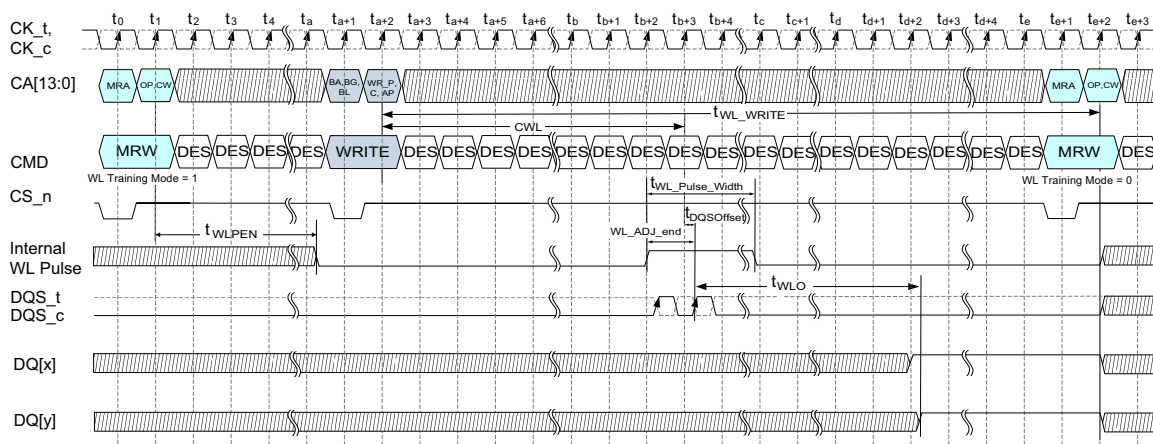 CK_t, CK_c t0 t1 t2 t3 t4 ta ta+1 ta+2 ta+3 ta+4 ta+5 ta+6 tb tb+1 tb+2 tb+3 tb+4 tc tc+1 td td+1 td+2 td+3 td+4 te te+1 te+2 te+3
CA[13:0] MRA OP,CW BA,BG, BL WR_P, C, AP MRA OP,CW
tWL_WRITE
CWL
CMD MRW DES DES DES DES WRITE DES DES DES DES DES DES DES DES DES DES DES DES DES DES DES DES DES MRW DES
WL Training Mode = 1 WL Training Mode = 0
CS_n tWL_Pulse_Width
tDQSOffset
tWLPEN WL_ADJ_end
Internal
WL Pulse
tWLO
DQS_t
DQS_c
DQ[x]
DQ[y]